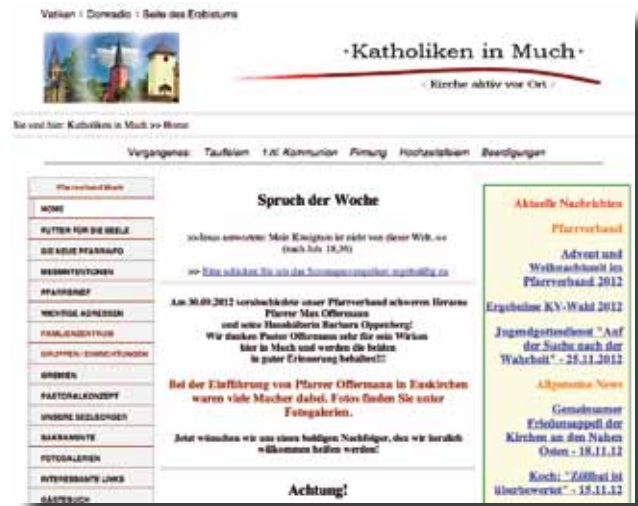 Vatikan : Domradio : Seite des Erzbistums
·Katholiken in Much·
· Kirche aktiv vor Ort ·
Sie sind hier: Katholiken in Much >> Home
Vergangenes: Tauffeiern 1.hl. Kommunion Firmung Hochzeitsfeiern Beerdigungen
Pfarrverband Much
HOME
FUTTER FÜR DIE SEELE
DIE NEUE PFARRINFO
MESSINTENTIONEN
PFARRBRIEF
WICHTIGE ADRESSEN
FAMILIENZENTRUM
GRUPPEN / EINRICHTUNGEN
GREMIEN
PASTORALKONZEPT
UNSERE SEELSORGER
SAKRAMENTE
FOTOGALERIEN
INTERESSANTE LINKS
GÄSTEBUCH
Spruch der Woche
>>Jesus antwortete: Mein Königtum ist nicht von dieser Welt. <<
(nach Joh. 18,36)
>> Bitte schicken Sie mir das regelmäßig zu
Am 30.09.2012 verabschiedete unser Pfarrverband schweren Herzens
Pfarrer Max Offermann
und seine Haushälterin Barbara Oppenberg!
Wir danken Pastor Offermann sehr für sein Wirken
hier in Much und werden die beiden
in guter Erinnerung behalten!!!
Bei der Einführung von Pfarrer Offermann in Euskirchen
waren viele Mucher dabei. Fotos finden Sie unter
Fotogalerien.
Jetzt wünschen wir uns einen baldigen Nachfolger, den wir herzlich
willkommen heißen werden!
Achtung!
Aktuelle Nachrichten
Pfarrverband
Advent und
Weihnachtszeit im
Pfarrverband 2012
Ergebnisse KV-Wahl 2012
Jugendgottesdienst "Auf
der Suche nach der
Wahrheit" - 25.11.2012
Allgemeine News
Gemeinsamer
Friedensappell der
Kirchen an den Nahen
Osten - 18.11.12
Koch: "Zölibat ist
überbewertet" - 15.11.12